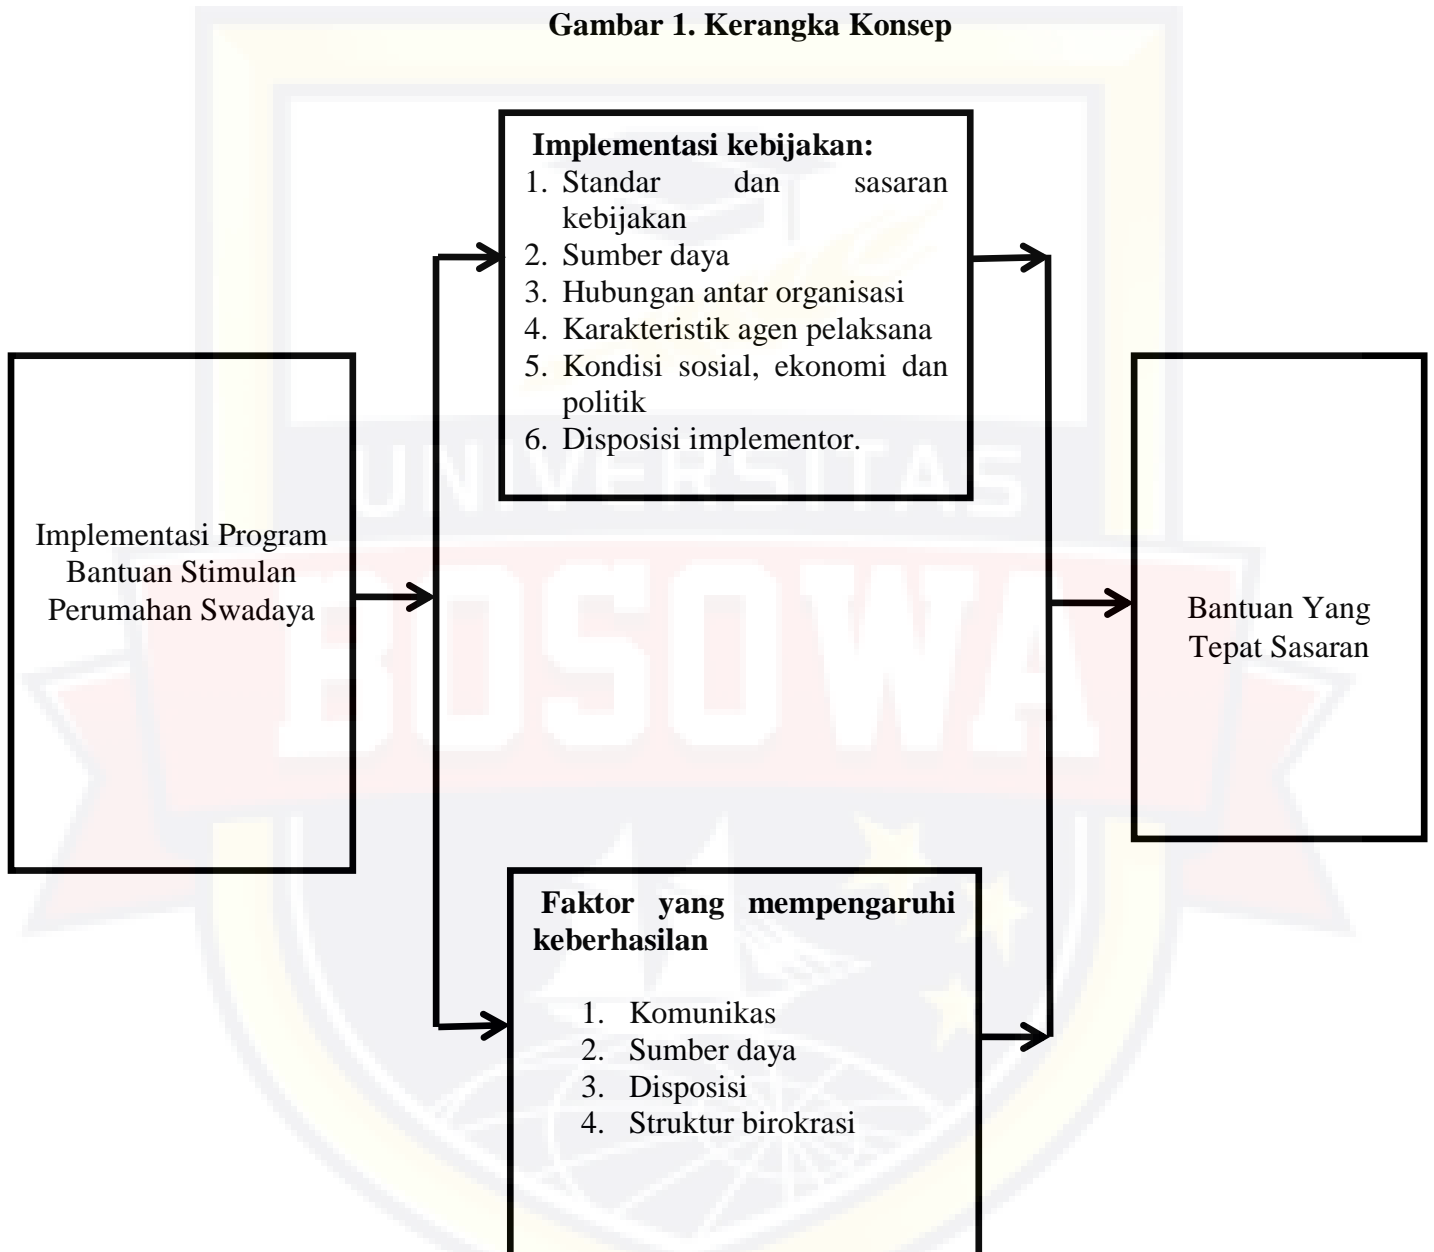 Gambar 1. Kerangka Konsep
Implementasi kebijakan:
1. Standar dan sasaran
kebijakan
2. Sumber daya
3. Hubungan antar organisasi
4. Karakteristik agen pelaksana
5. Kondisi sosial, ekonomi dan
politik
6. Disposisi implementor.
Implementasi Program
Bantuan Stimulan
Perumahan Swadaya
Bantuan Yang
Tepat Sasaran
UNIVERSITAS
BOSOWA
Faktor yang mempengaruhi
keberhasilan
1. Komunikas
2. Sumber daya
3. Disposisi
4. Struktur birokrasi